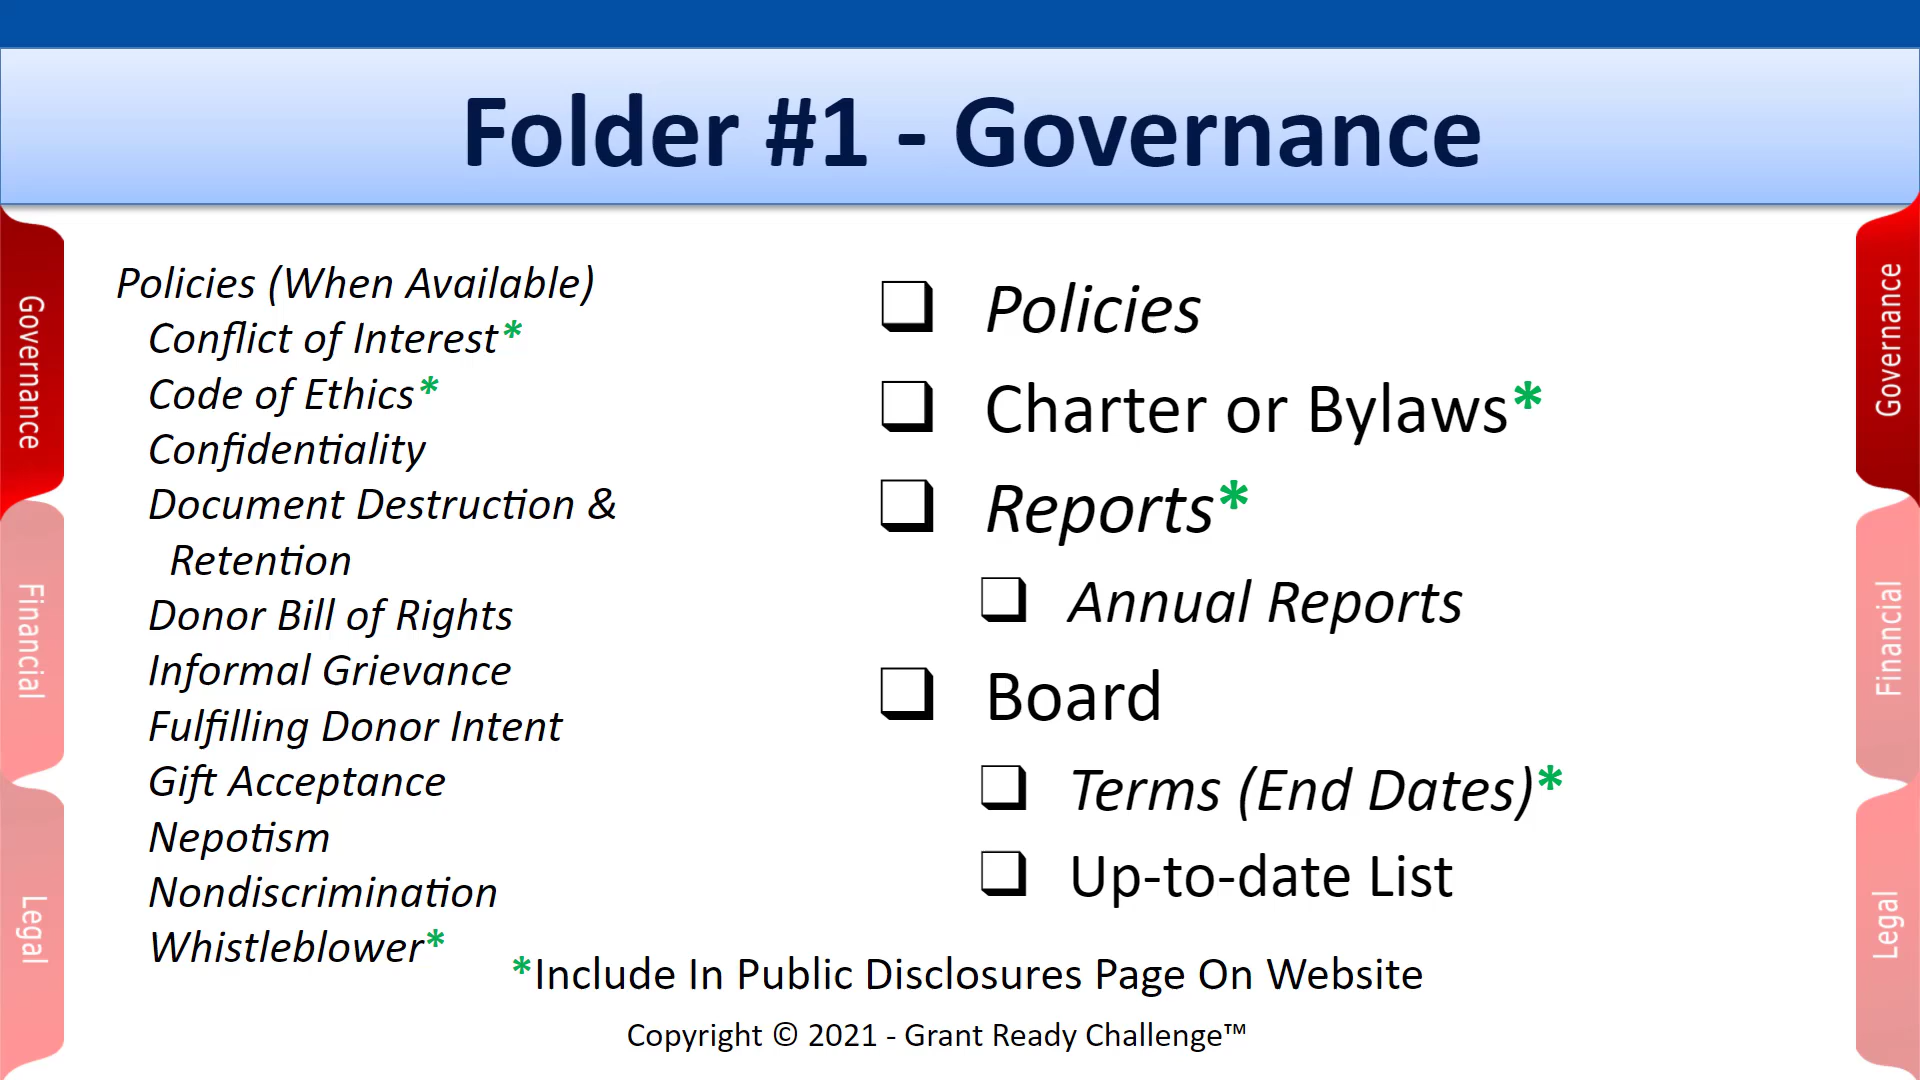 Folder #1 - Governance
Governance
Financial
Legal
Policies (When Available)
Conflict of Interest*
Code of Ethics*
Confidentiality
Document Destruction &
Retention
Donor Bill of Rights
Informal Grievance
Fulfilling Donor Intent
Gift Acceptance
Nepotism
Nondiscrimination
Whistleblower*
❑ Policies
❑ Charter or Bylaws*
❑ Reports*
❑ Annual Reports
❑ Board
❑ Terms (End Dates)*
❑ Up-to-date List
*Include In Public Disclosures Page On Website
Copyright © 2021 - Grant Ready Challenge™
Governance
Financial
Legal